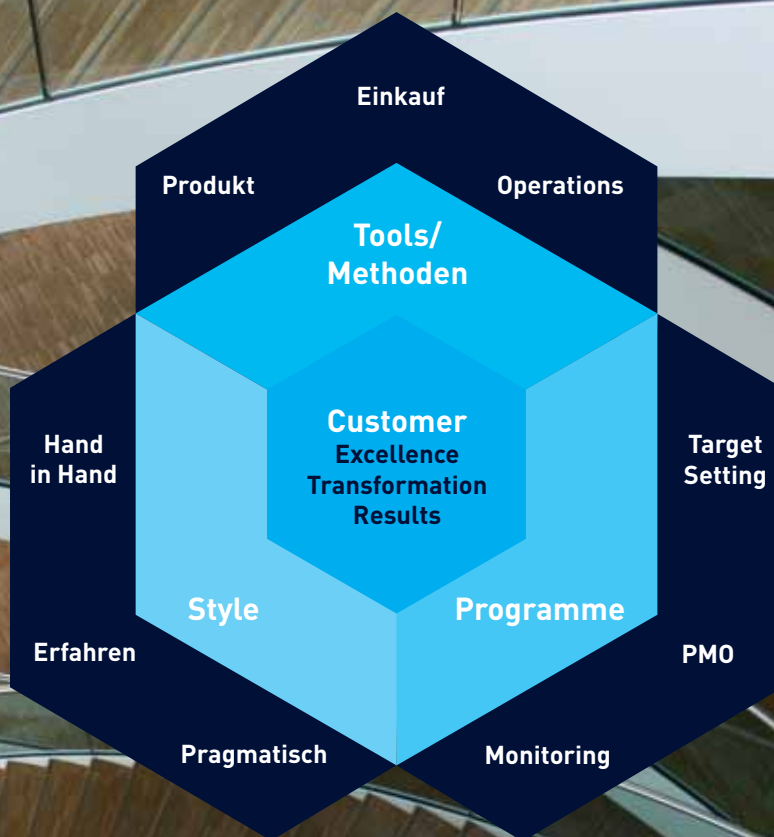 Einkauf
Produkt
Operations
Tools/
Methoden
Customer
Excellence
Transformation
Results
Hand
in Hand
Target
Setting
Style
Programme
Erfahren
PMO
Pragmatisch
Monitoring